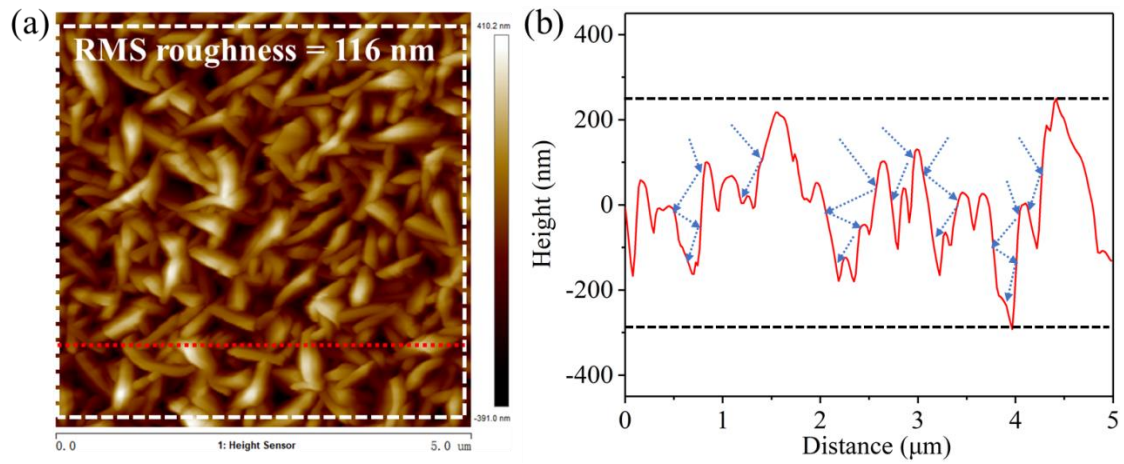 (a)
RMS roughness = 116 nm
410.2 nm
-391.0 nm
0.0
1: Height Sensor
5.0 um
(b)
400
200
0
-200
-400
Height (nm)
0
1
2
3
4
5
Distance (μm)